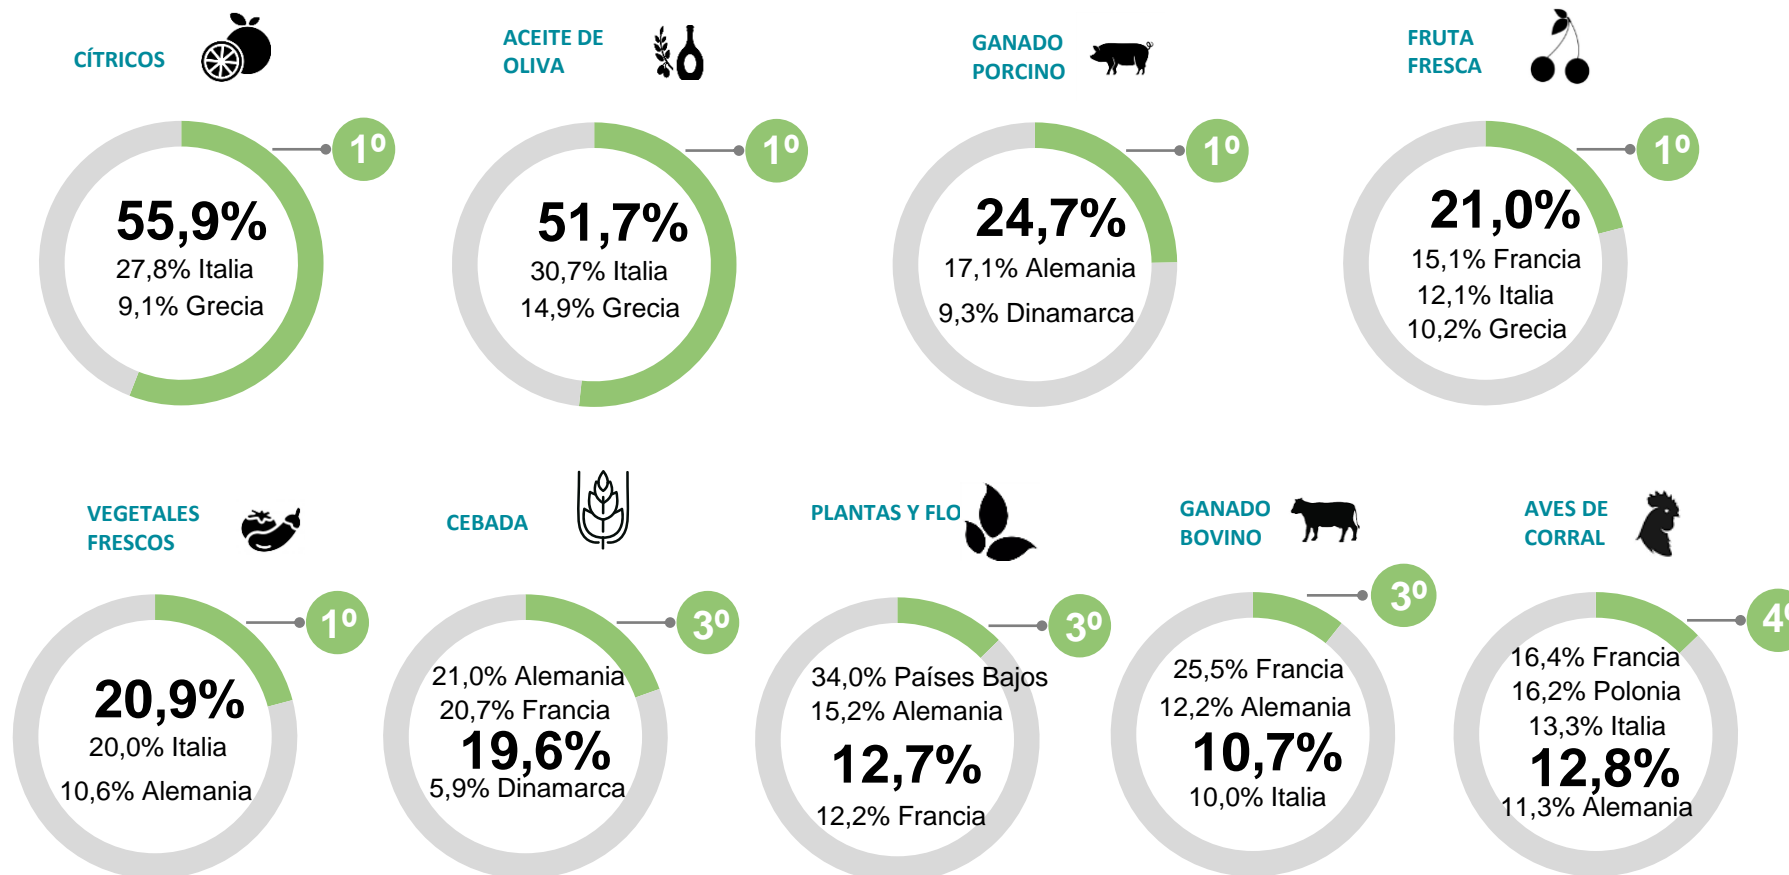 CÍTRICOS
1º
55,9%
27,8% Italia
9,1% Grecia
ACEITE DE
OLIVA
1º
51,7%
30,7% Italia
14,9% Grecia
GANADO
PORCINO
1º
24,7%
17,1% Alemania
9,3% Dinamarca
FRUTA
FRESCA
1º
21,0%
15,1% Francia
12,1% Italia
10,2% Grecia
VEGETALES
FRESCOS
1º
20,9%
20,0% Italia
10,6% Alemania
CEBADA
3º
21,0% Alemania
20,7% Francia
19,6%
5,9% Dinamarca
PLANTAS Y FLO
3º
34,0% Países Bajos
15,2% Alemania
12,7%
12,2% Francia
GANADO
BOVINO
3º
25,5% Francia
12,2% Alemania
10,7%
10,0% Italia
AVES DE
CORRAL
4º
16,4% Francia
16,2% Polonia
13,3% Italia
12,8%
11,3% Alemania